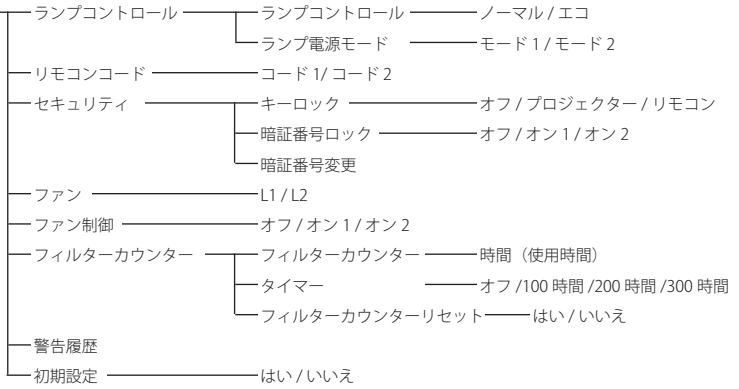 ランプコントロール ランプコントロール ノーマル / エコ
ランプ電源モード モード 1 / モード 2
リモコンコード コード 1/ コード 2
セキュリティ キーロック オフ / プロジェクター / リモコン
暗証番号ロック オフ / オン 1 / オン 2
暗証番号変更
ファン L1 / L2
ファン制御 オフ / オン 1 / オン 2
フィルターカウンター フィルターカウンター 時間（使用時間）
タイマー オフ /100 時間 /200 時間 /300 時間
フィルターカウンターリセット はい / いいえ
警告履歴
初期設定 はい / いいえ